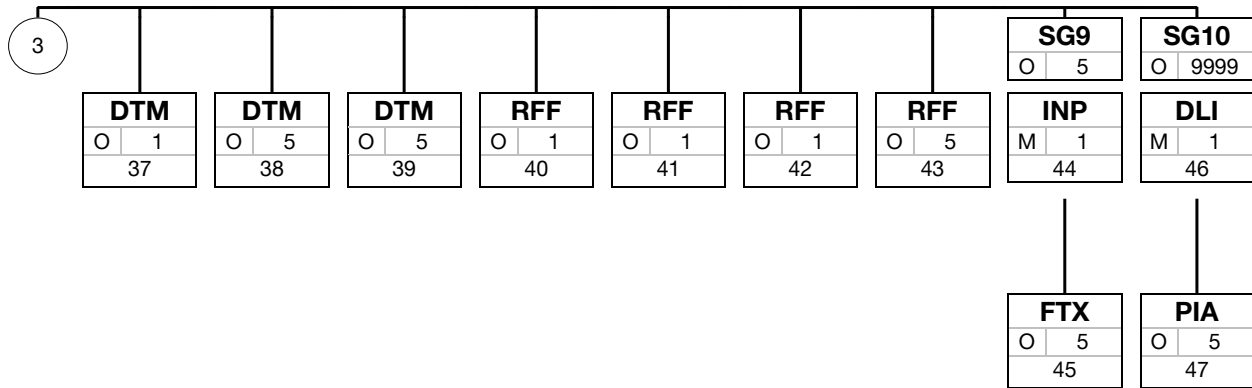 3
SG9 SG10
O 5 O 9999
DTM DTM DTM RFF RFF RFF RFF INP DLI
O 1 O 5 O 5 O 1 O 1 O 1 O 5 M 1 M 1
37 38 39 40 41 42 43 44 46
FTX PIA
O 5 O 5
45 47